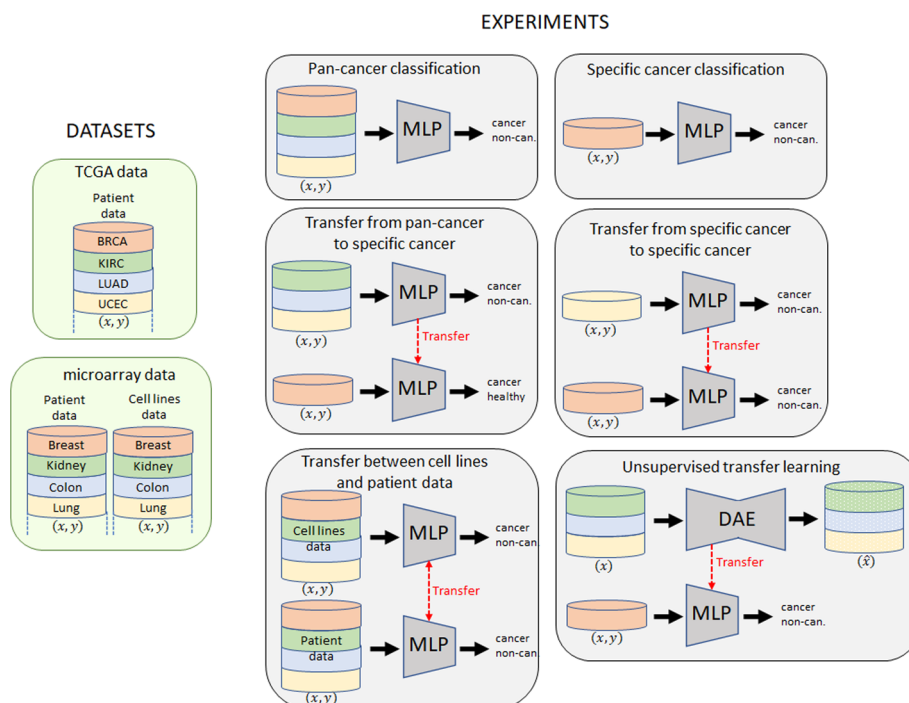 EXPERIMENTS
DATASETS
TCGA data
Patient
data
BRCA
KIRC
LUAD
UCEC
(x, y)
microarray data
Patient
data
Breast
Kidney
Colon
Lung
(x, y)
Cell lines
data
Breast
Kidney
Colon
Lung
(x, y)
Pan-cancer classification
(x, y)
MLP
cancer
non-can.
Specific cancer classification
(x, y)
MLP
cancer
non-can.
Transfer from pan-cancer
to specific cancer
(x, y)
MLP
cancer
non-can.
Transfer
(x, y)
MLP
cancer
healthy
Transfer from specific cancer
to specific cancer
(x, y)
MLP
cancer
non-can.
Transfer
(x, y)
MLP
cancer
non-can.
Transfer between cell lines
and patient data
Cell lines
data
(x, y)
MLP
cancer
non-can.
Transfer
Patient
data
(x, y)
MLP
cancer
non-can.
Unsupervised transfer learning
(x)
DAE
(x̂)
Transfer
(x, y)
MLP
cancer
non-can.